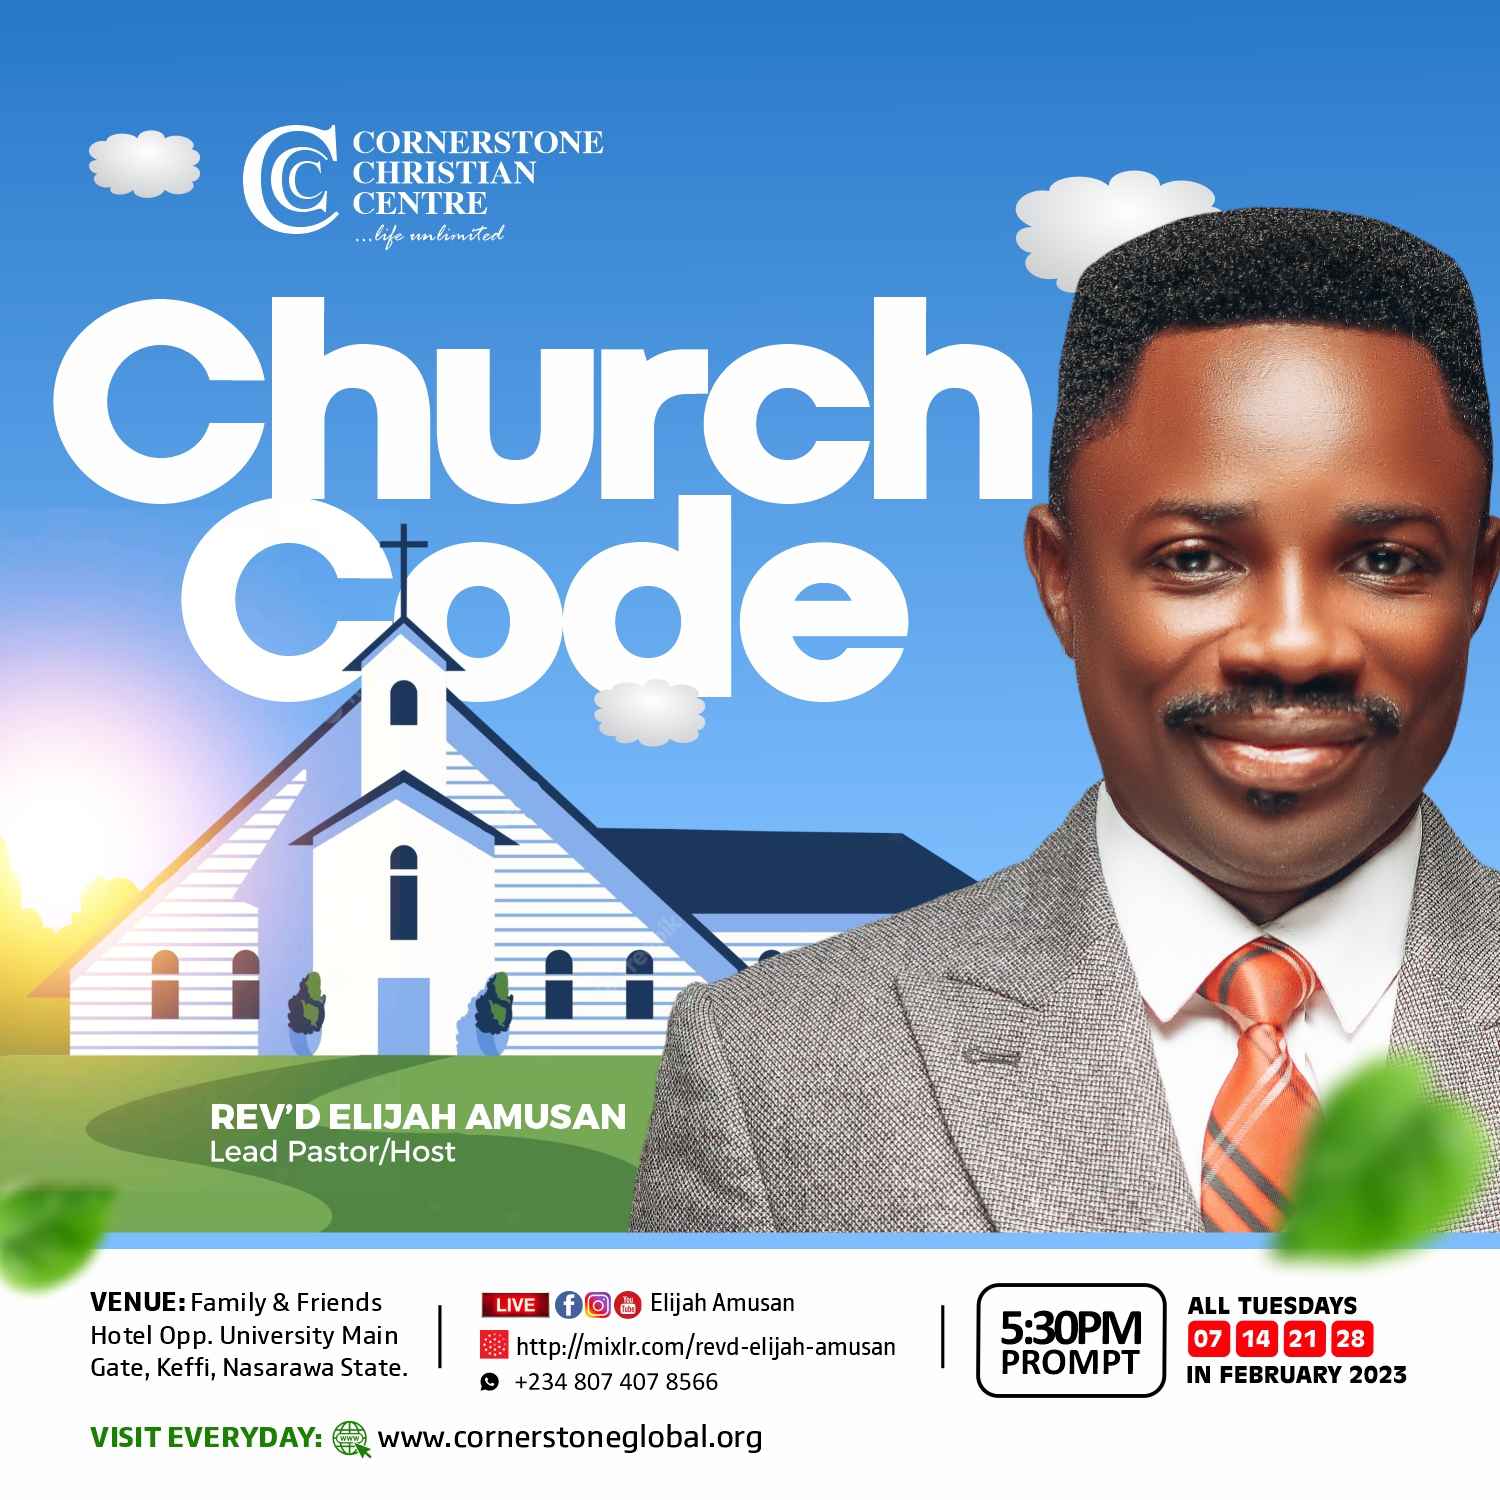 CORNERSTONE
CHRISTIAN
CENTRE
...life unlimited
Church
Code
REV'D ELIJAH AMUSAN
Lead Pastor/Host
VENUE: Family & Friends
Hotel Opp. University Main
Gate, Keffi, Nasarawa State.
LIVE Elijah Amusan
http://mixlr.com/revd-elijah-amusan
+234 807 407 8566
5:30PM
PROMPT
ALL TUESDAYS
07 14 21 28
IN FEBRUARY 2023
VISIT EVERYDAY: www.cornerstoneglobal.org